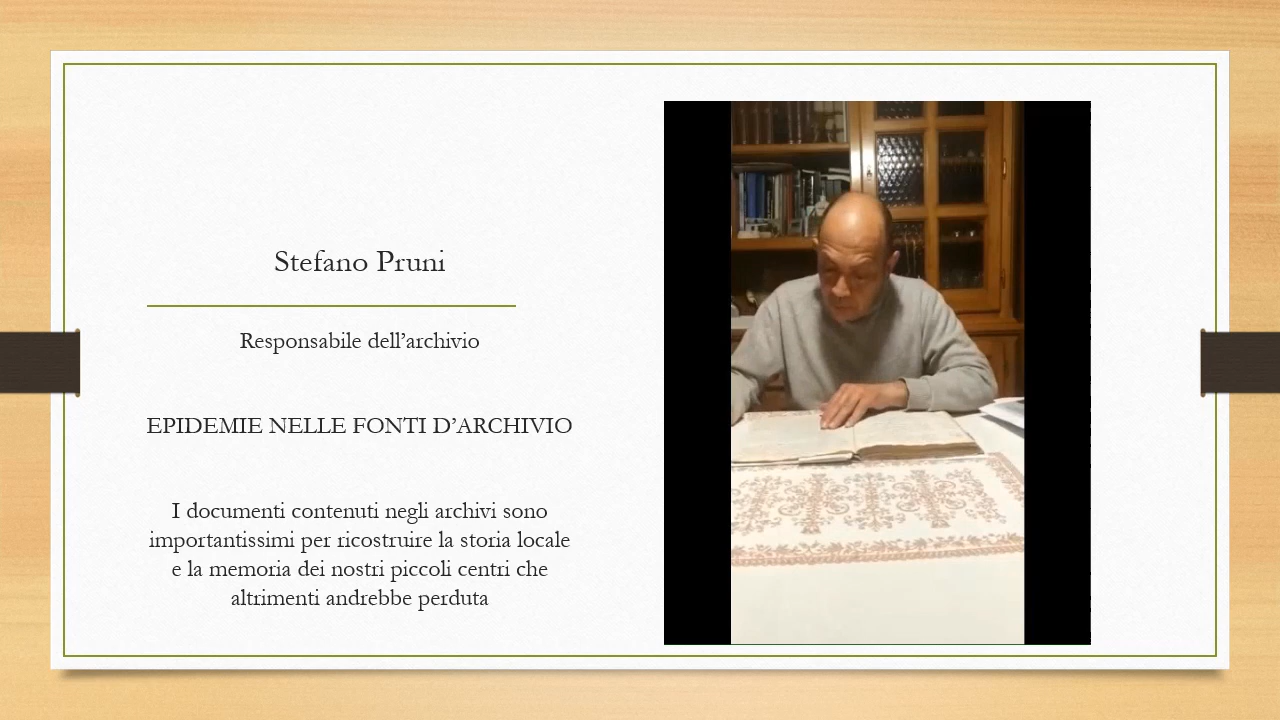 Stefano Pruni
Responsabile dell’archivio
EPIDEMIE NELLE FONTI D’ARCHIVIO
I documenti contenuti negli archivi sono
importantissimi per ricostruire la storia locale
e la memoria dei nostri piccoli centri che
altrimenti andrebbe perduta